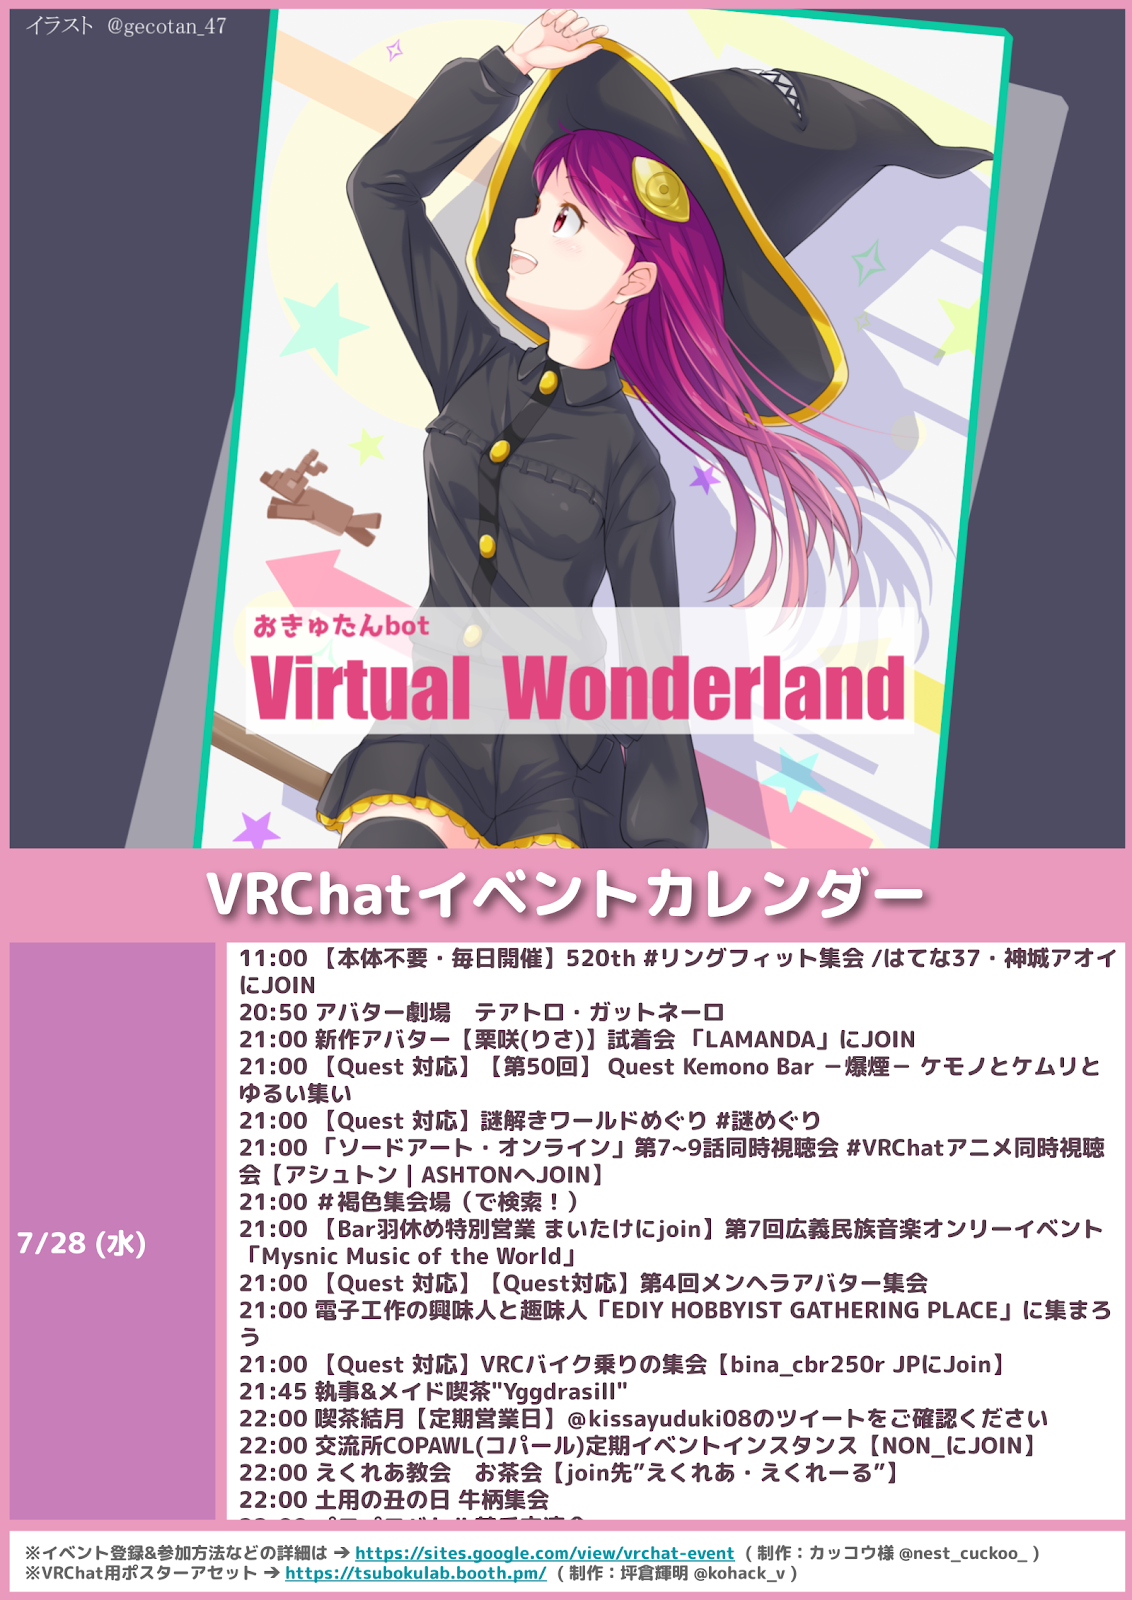 イラスト @gecotan_47
おきゅたんbot
Virtual Wonderland
VRChatイベントカレンダー
7/28 (水)
11:00 【本体不要・毎日開催】520th #リングフィット集会 /はてな37・神城アオイ
にJOIN
20:50 アバター劇場　テアトロ・ガットネーロ
21:00 新作アバター【栗咲(りさ)】試着会 「LAMANDA」にJOIN
21:00 【Quest 対応】【第50回】 Quest Kemono Bar －爆煙－ ケモノとケムリと
ゆるい集い
21:00 【Quest 対応】謎解きワールドめぐり #謎めぐり
21:00 「ソードアート・オンライン」第7~9話同時視聴会 #VRChatアニメ同時視聴
会【アシュトン | ASHTONへJOIN】
21:00 ＃褐色集会場（で検索！）
21:00 【Bar羽休め特別営業 まいたけにjoin】第7回広義民族音楽オンリーイベント
「Mysnic Music of the World」
21:00 【Quest 対応】【Quest対応】第4回メンヘラアバター集会
21:00 電子工作の興味人と趣味人「EDIY HOBBYIST GATHERING PLACE」に集まろ
う
21:00 【Quest 対応】VRCバイク乗りの集会【bina_cbr250r JPにJoin】
21:45 執事&メイド喫茶"Yggdrasill"
22:00 喫茶結月【定期営業日】@kissayuduki08のツイートをご確認ください
22:00 交流所COPAWL(コパール)定期イベントインスタンス【NON_にJOIN】
22:00 えくれあ教会　お茶会【join先”えくれあ・えくれーる”】
22:00 土用の丑の日 牛柄集会
※イベント登録&参加方法などの詳細は ➔ https://sites.google.com/view/vrchat-event ( 制作：カッコウ様 @nest_cuckoo_ )
※VRChat用ポスターアセット ➔ https://tsubokulab.booth.pm/ ( 制作：坪倉輝明 @kohack_v )